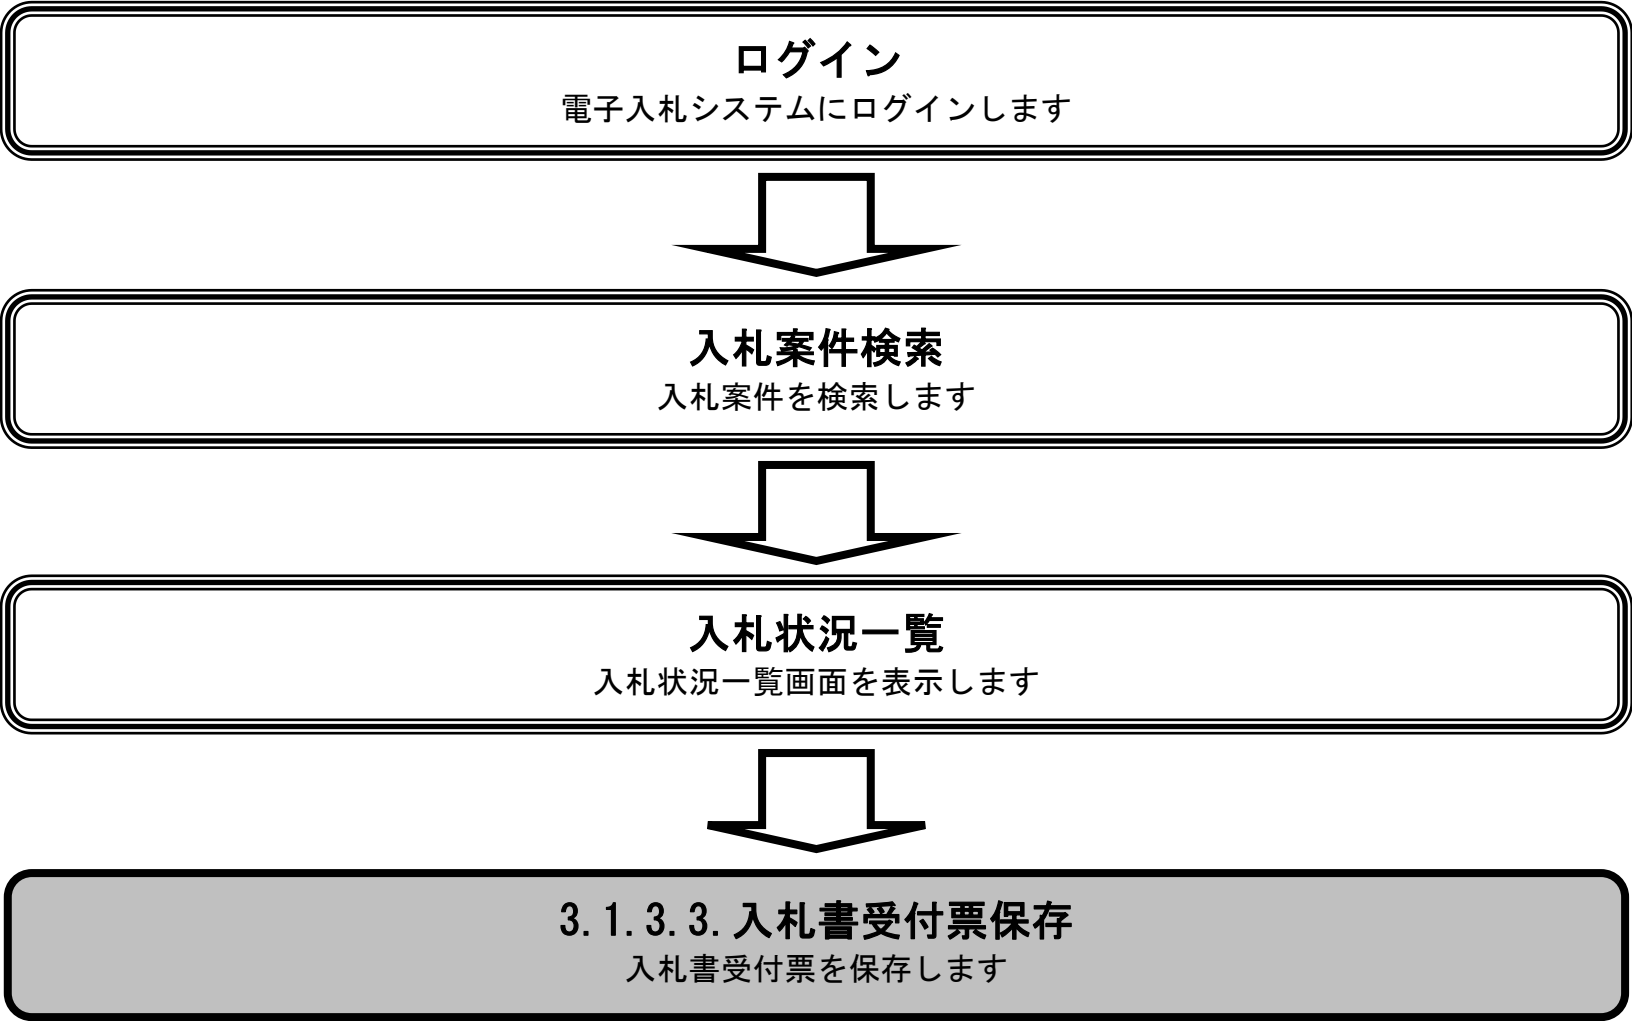 ログイン
電子入札システムにログインします
入札案件検索
入札案件を検索します
入札状況一覧
入札状況一覧画面を表示します
3.1.3.3.入札書受付票保存
入札書受付票を保存します